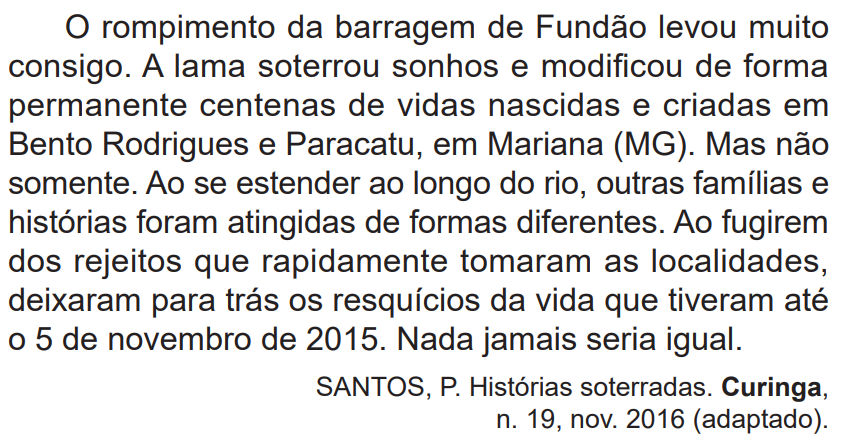 O rompimento da barragem de Fundão levou muito
consigo. A lama soterrou sonhos e modificou de forma
permanente centenas de vidas nascidas e criadas em
Bento Rodrigues e Paracatu, em Mariana (MG). Mas não
somente. Ao se estender ao longo do rio, outras famílias e
histórias foram atingidas de formas diferentes. Ao fugirem
dos rejeitos que rapidamente tomaram as localidades,
deixaram para trás os resquícios da vida que tiveram até
o 5 de novembro de 2015. Nada jamais seria igual.
SANTOS, P. Histórias soterradas. Curinga,
n. 19, nov. 2016 (adaptado).